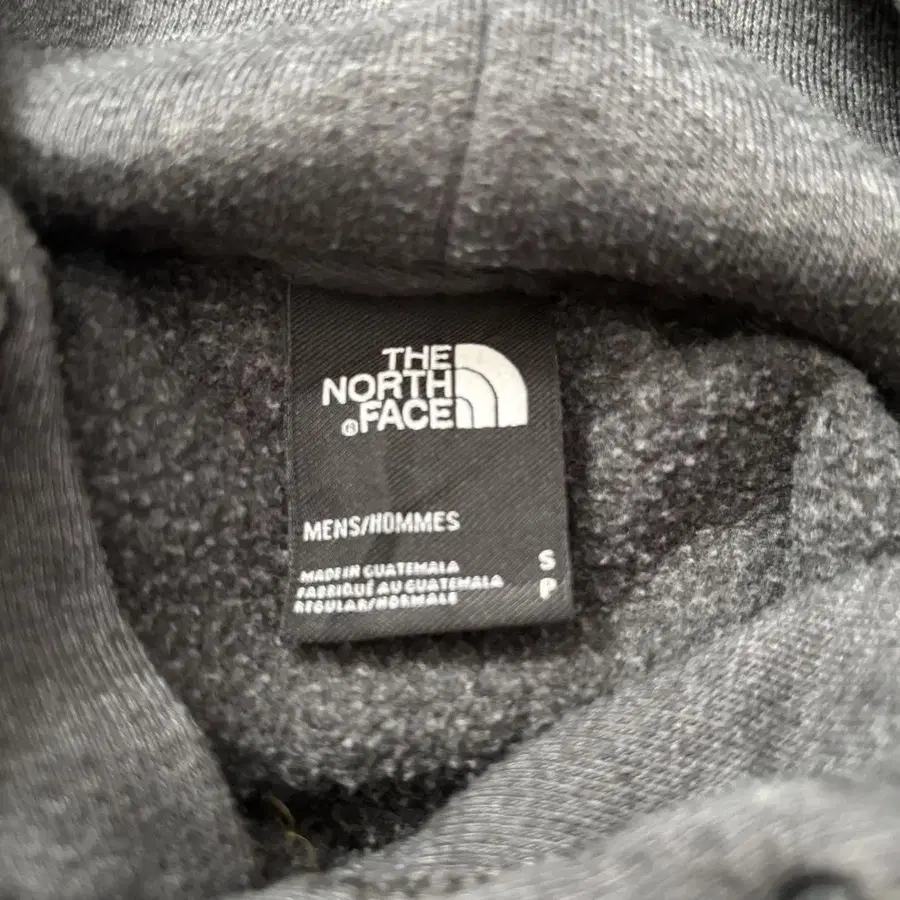 THE
NORTH
® FACE
MENS/HOMMES
MADE IN GUATEMALA
FABRIQUÉ AU GUATEMALA
REGULAR/NORMALE
S
P